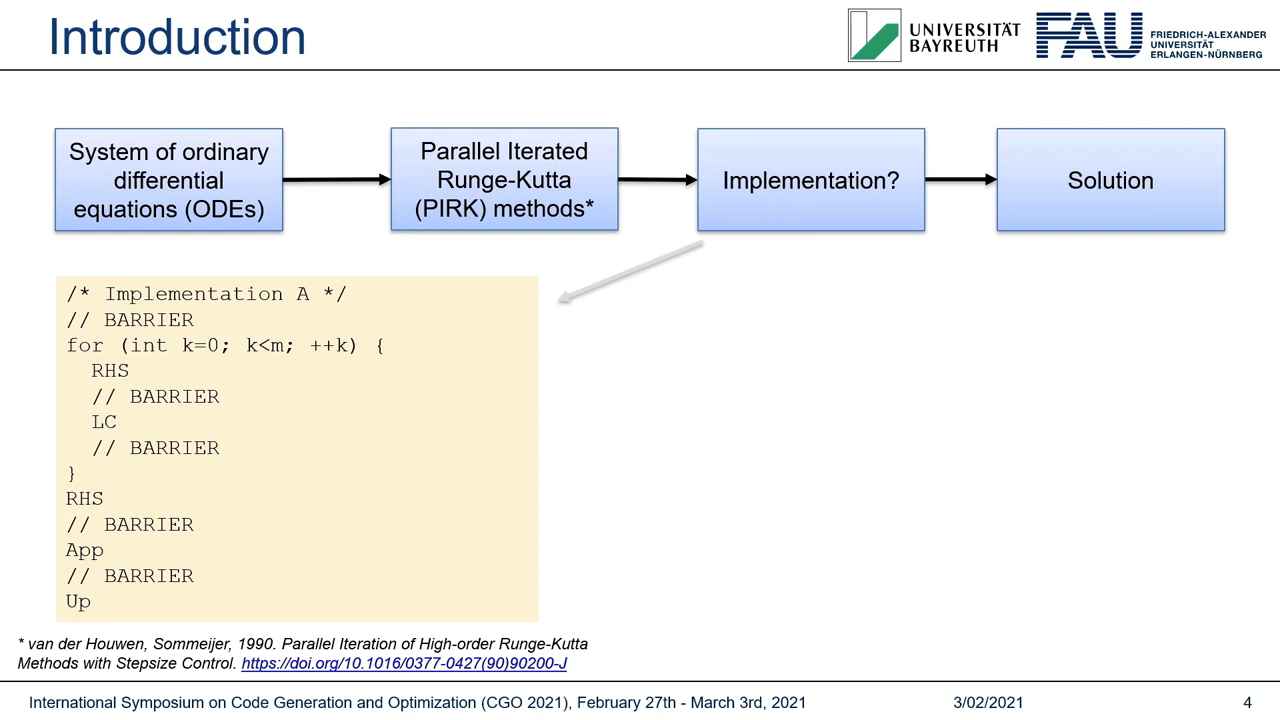 Introduction
UNIVERSITÄT
BAYREUTH
FAU
FRIEDRICH-ALEXANDER
UNIVERSITÄT
ERLANGEN-NÜRNBERG
System of ordinary
differential
equations (ODEs)
Parallel Iterated
Runge-Kutta
(PIRK) methods*
Implementation?
Solution
/* Implementation A */
// BARRIER
for (int k=0; k<m; ++k) {
  RHS
  // BARRIER
  LC
  // BARRIER
}
RHS
// BARRIER
App
// BARRIER
Up
* van der Houwen, Sommeijer, 1990. Parallel Iteration of High-order Runge-Kutta
Methods with Stepsize Control. https://doi.org/10.1016/0377-0427(90)90200-J
International Symposium on Code Generation and Optimization (CGO 2021), February 27th - March 3rd, 2021
3/02/2021
4